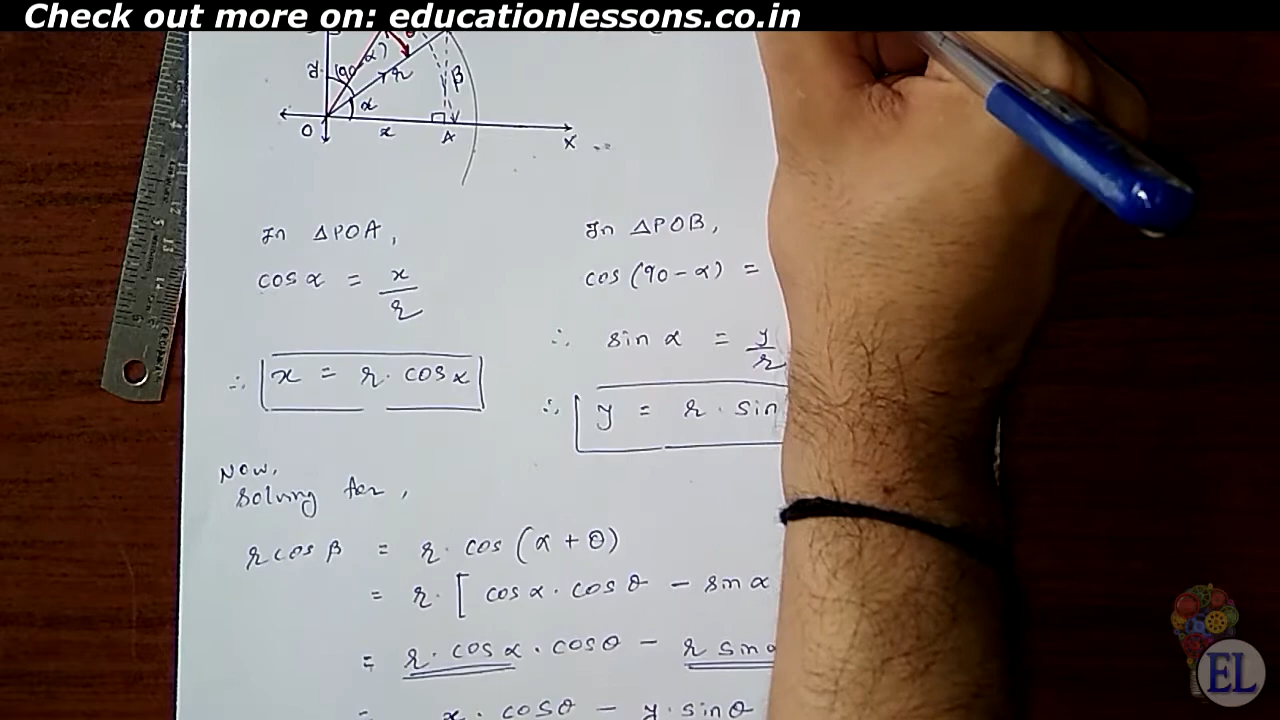 Check out more on: educationlessons.co.in
y
(90-α)
r
β
α
O
x
A
X
In ΔPOA,
cos α = x/r
∴ x = r. cos α
In ΔPOB,
cos (90 - α) =
∴ sin α = y/r
∴ y = r. sin
Now,
Solving for,
r cos β = r. cos (α + θ)
= r. [ cos α. cos θ - sin α
= r. cos α. cos θ - r sin α
= x. cos θ - y. sin θ
EL